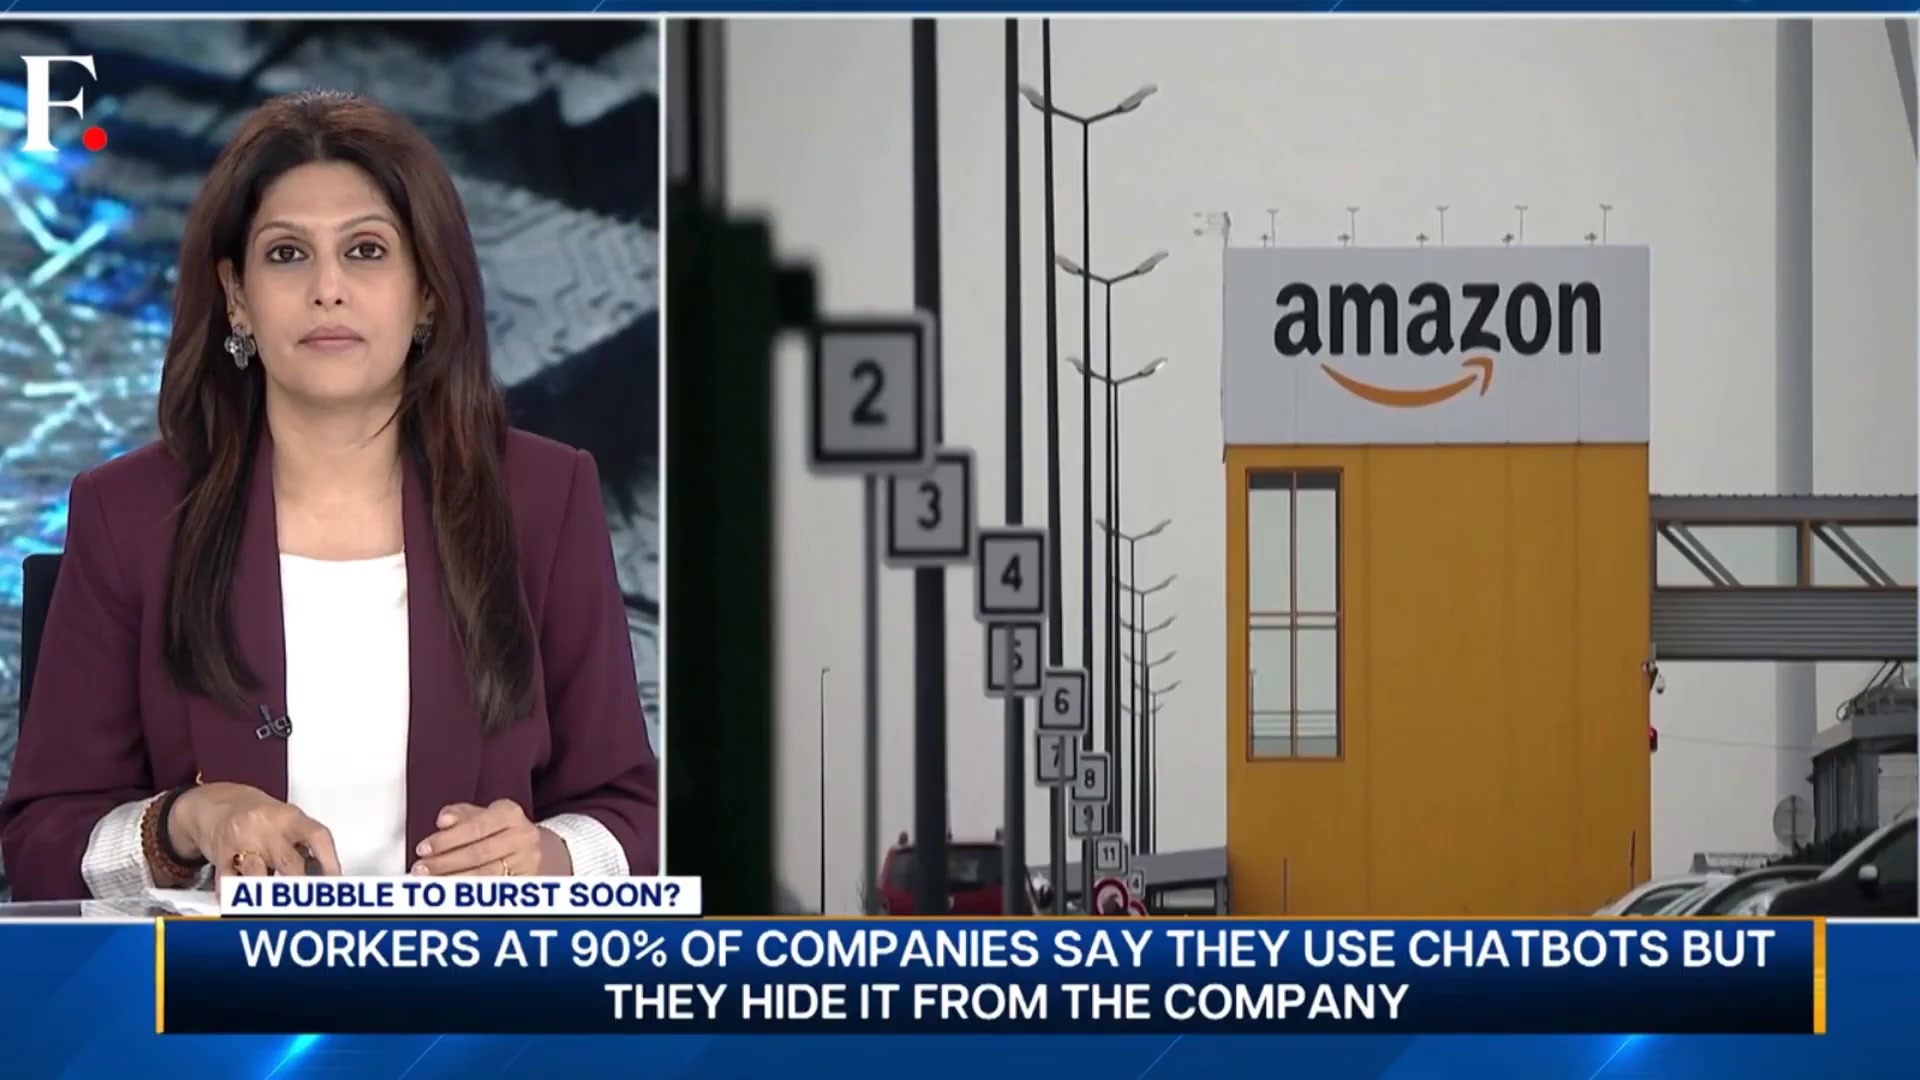 F.
amazon
2
3
4
5
6
7
8
9
11
4
AI BUBBLE TO BURST SOON?
WORKERS AT 90% OF COMPANIES SAY THEY USE CHATBOTS BUT
THEY HIDE IT FROM THE COMPANY